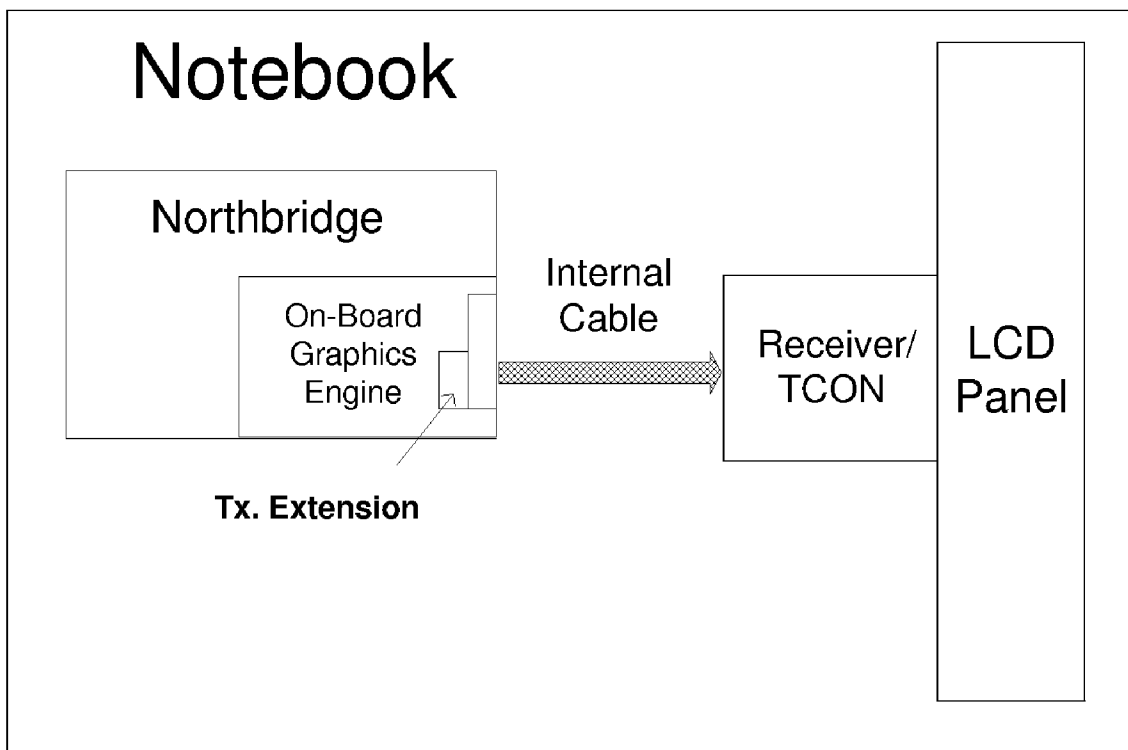 Notebook
Northbridge
On-Board
Graphics
Engine
Tx. Extension
Internal
Cable
Receiver/
TCON
LCD
Panel